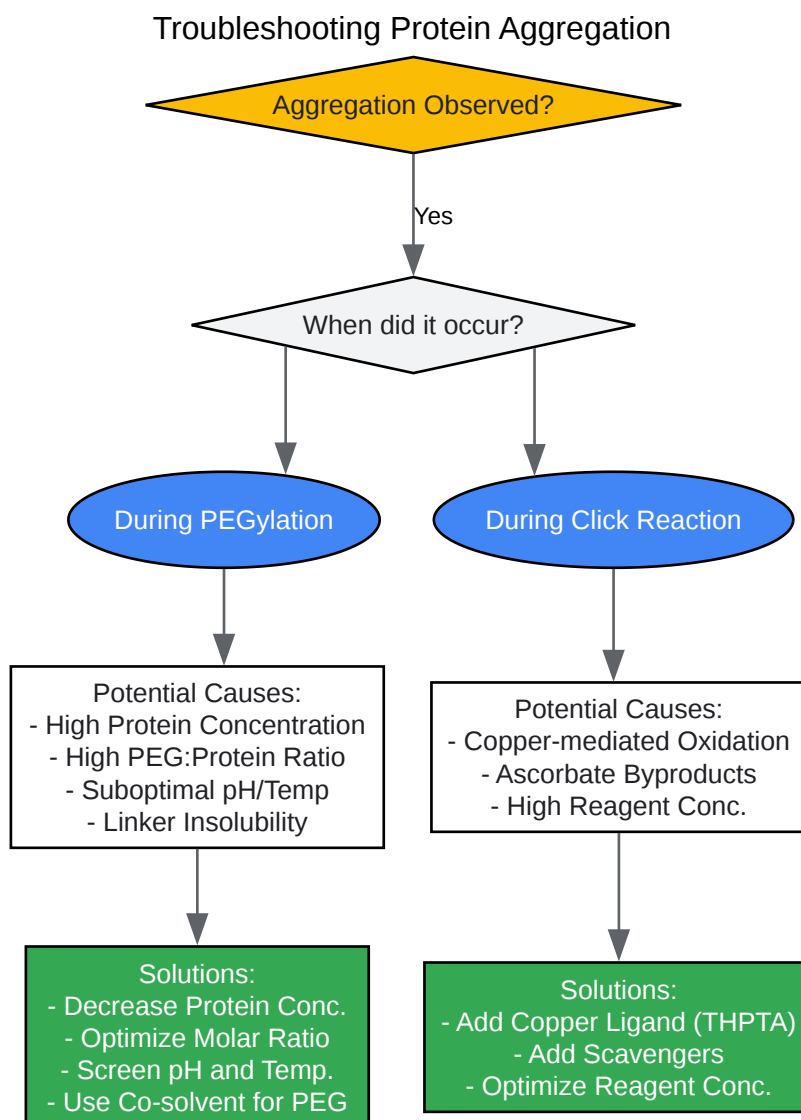 Troubleshooting Protein Aggregation
Aggregation Observed?
Yes
When did it occur?
During PEGylation
During Click Reaction
Potential Causes:
- High Protein Concentration
- High PEG:Protein Ratio
- Suboptimal pH/Temp
- Linker Insolubility
Potential Causes:
- Copper-mediated Oxidation
- Ascorbate Byproducts
- High Reagent Conc.
Solutions:
- Decrease Protein Conc.
- Optimize Molar Ratio
- Screen pH and Temp.
- Use Co-solvent for PEG
Solutions:
- Add Copper Ligand (THPTA)
- Add Scavengers
- Optimize Reagent Conc.